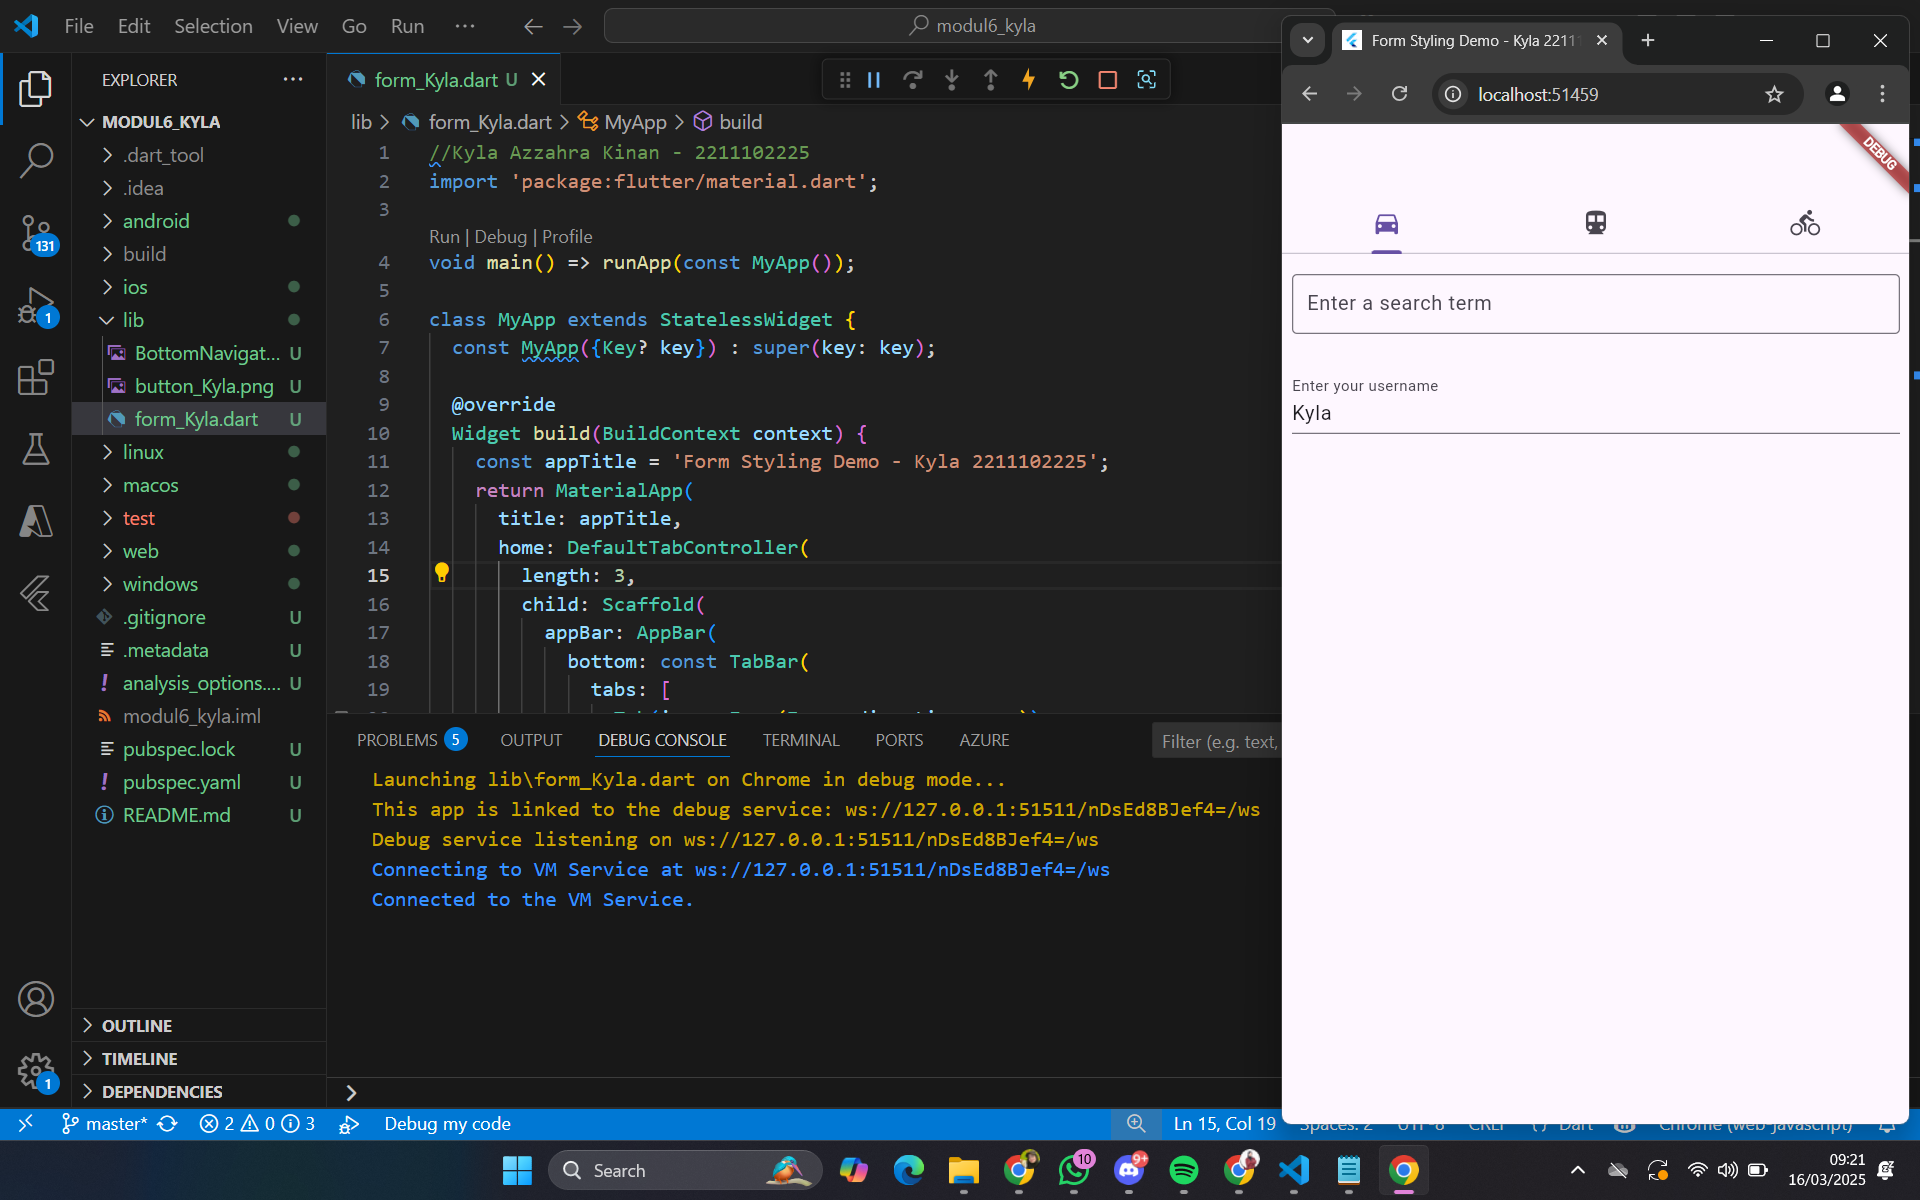 File Edit Selection View Go Run ···
modul6_kyla
EXPLORER
MODUL6_KYLA
.dart_tool
.idea
android
build
ios
lib
BottomNavigat... U
button_Kyla.png U
form_Kyla.dart U
linux
macos
test
web
windows
.gitignore U
.metadata U
analysis_options.... U
modul6_kyla.iml
pubspec.lock U
pubspec.yaml U
README.md U
OUTLINE
TIMELINE
DEPENDENCIES
131
1
1
form_Kyla.dart U
lib > form_Kyla.dart > MyApp > build
1 //Kyla Azzahra Kinan - 2211102225
2 import 'package:flutter/material.dart';
3
Run | Debug | Profile
4 void main() => runApp(const MyApp());
5
6 class MyApp extends StatelessWidget {
7 const MyApp({Key? key}) : super(key: key);
8
9 @override
10 Widget build(BuildContext context) {
11 const appTitle = 'Form Styling Demo - Kyla 2211102225';
12 return MaterialApp(
13 title: appTitle,
14 home: DefaultTabController(
15 length: 3,
16 child: Scaffold(
17 appBar: AppBar(
18 bottom: const TabBar(
19 tabs: [
PROBLEMS 5 OUTPUT DEBUG CONSOLE TERMINAL PORTS AZURE
Filter (e.g. text,
Launching lib\form_Kyla.dart on Chrome in debug mode...
This app is linked to the debug service: ws://127.0.0.1:51511/nDsEd8BJef4=/ws
Debug service listening on ws://127.0.0.1:51511/nDsEd8BJef4=/ws
Connecting to VM Service at ws://127.0.0.1:51511/nDsEd8BJef4=/ws
Connected to the VM Service.
Form Styling Demo - Kyla 2211
localhost:51459
DEBUG
Enter a search term
Enter your username
Kyla
master* 2 0 3 Debug my code
Ln 15, Col 19 Spaces: 2 UTF-8 CRLF {} Dart Chrome (web-javascript)
Search
10
9+
09:21
16/03/2025